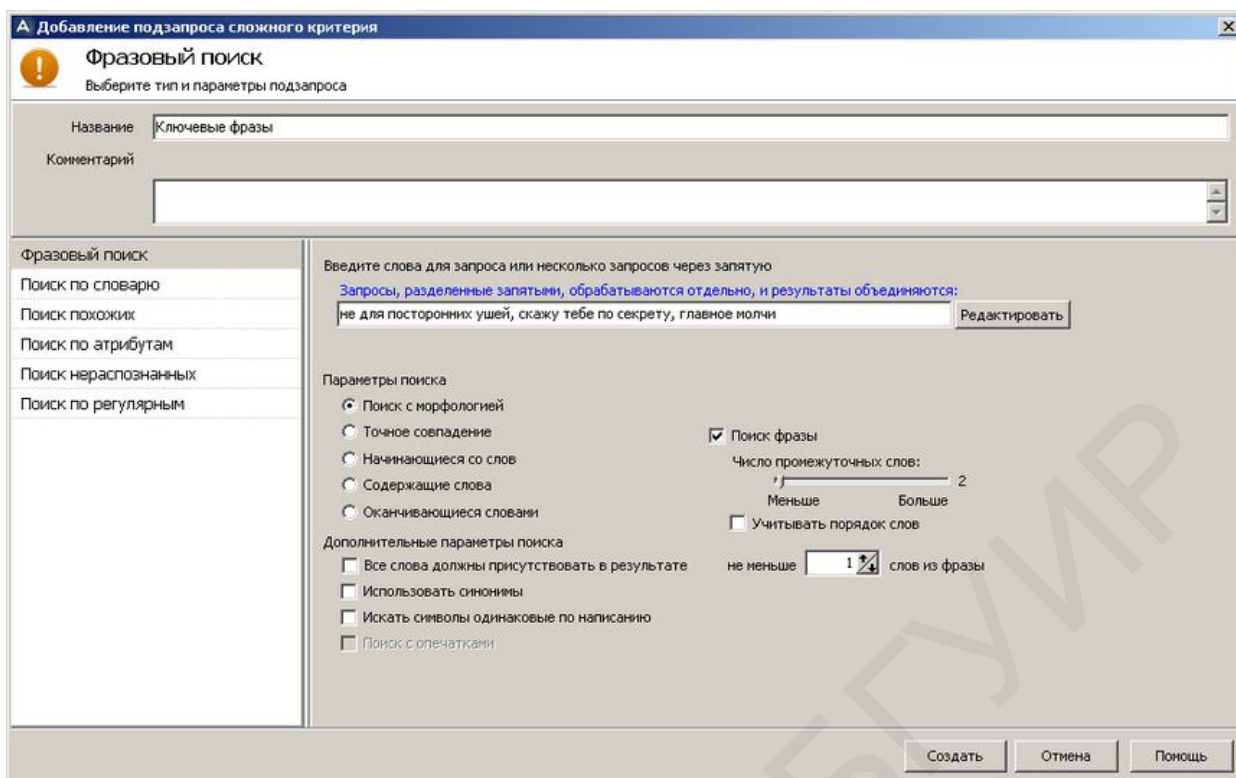 Добавление подзапроса сложного критерия
Фразовый поиск
Выберите тип и параметры подзапроса
Название Ключевые фразы
Комментарий
Фразовый поиск
Поиск по словарю
Поиск похожих
Поиск по атрибутам
Поиск нераспознанных
Поиск по регулярным
Введите слова для запроса или несколько запросов через запятую
Запросы, разделенные запятыми, обрабатываются отдельно, и результаты объединяются:
не для посторонних ушей, скажу тебе по секрету, главное молчи Редактировать
Параметры поиска
Поиск с морфологией
Точное совпадение
Начинающиеся со слов
Содержащие слова
Оканчивающиеся словами
Поиск фразы
Число промежуточных слов:
2
Меньше Больше
Учитывать порядок слов
Дополнительные параметры поиска
Все слова должны присутствовать в результате не меньше 1 слов из фразы
Использовать синонимы
Искать символы одинаковые по написанию
Поиск с опечатками
Создать Отмена Помощь
БГУИР